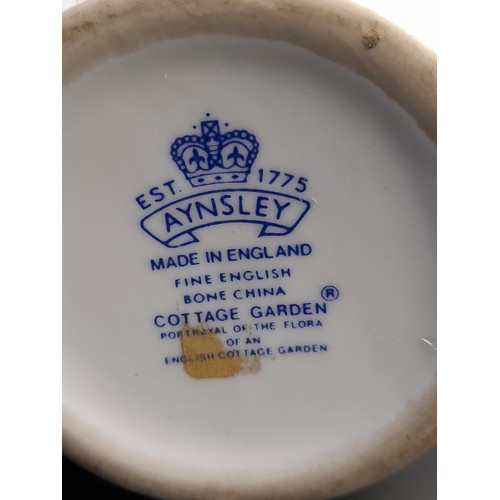 EST. 1775
AYNSLEY
MADE IN ENGLAND
FINE ENGLISH
BONE CHINA
COTTAGE GARDEN ®
PORTRAYAL OF THE FLORA
OF AN
ENGLISH COTTAGE GARDEN